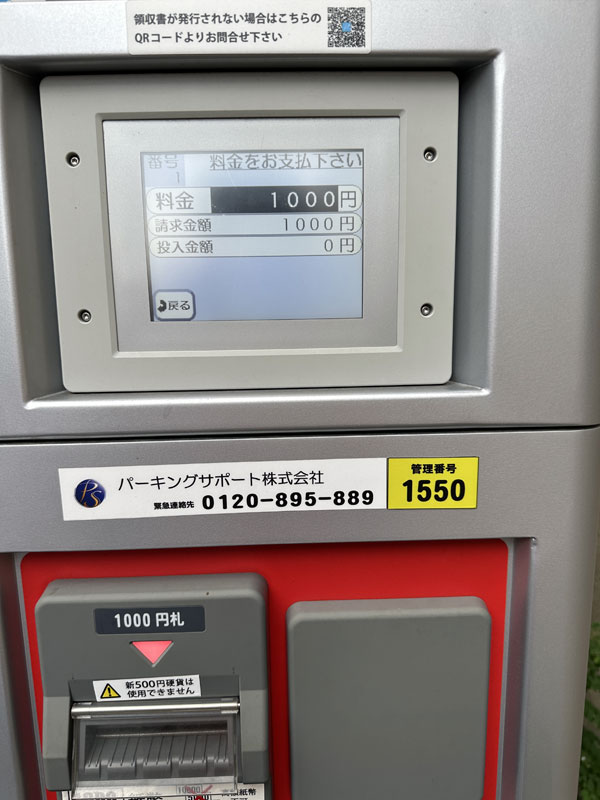 領収書が発行されない場合はこちらの
QRコードよりお問合せ下さい
番号 料金をお支払下さい
1
料金 1000円
請求金額 1000円
投入金額 0円
戻る
PS パーキングサポート株式会社
緊急連絡先 0120-895-889
管理番号
1550
1000円札
新500円硬貨は
使用できません